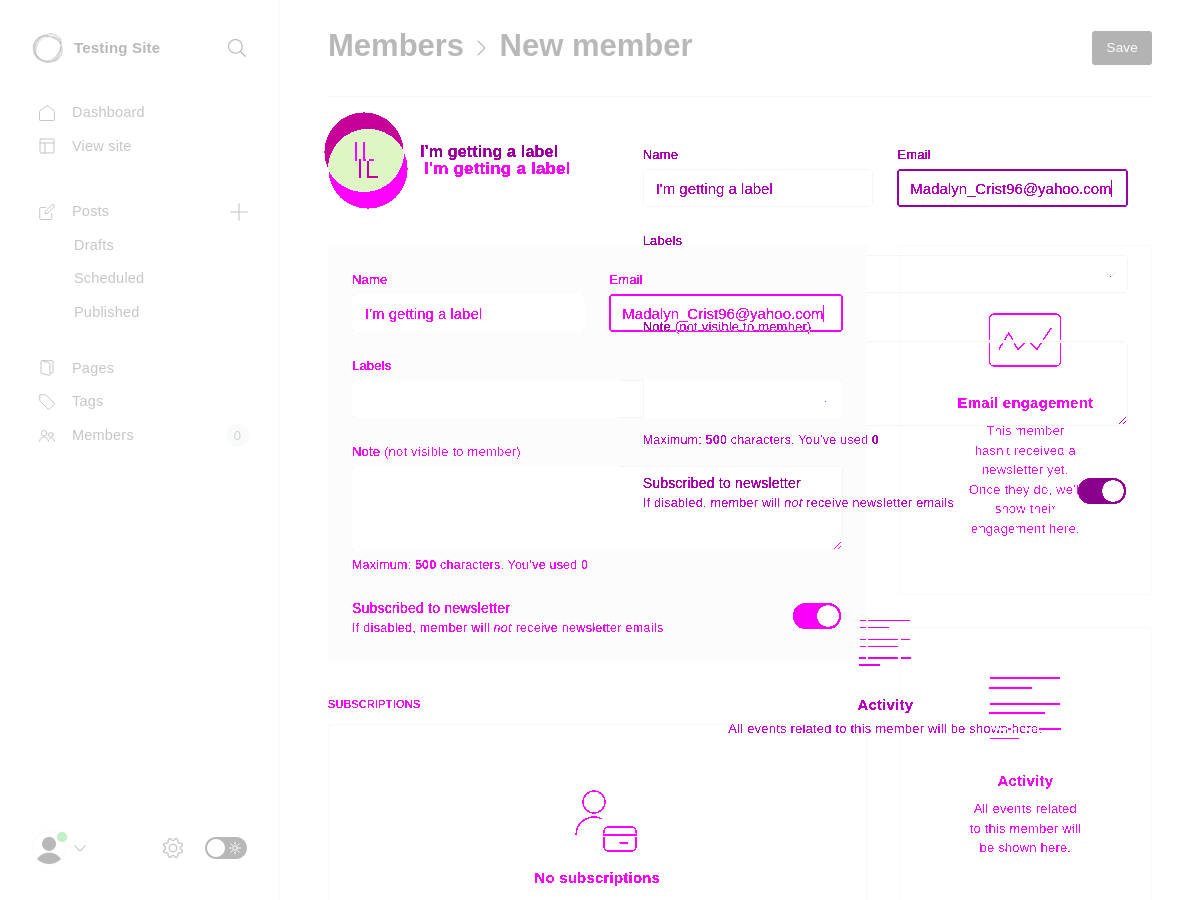 Testing Site
Members > New member
Save
Dashboard
View site
Posts
Drafts
Scheduled
Published
Pages
Tags
Members
0
IL
IL
I'm getting a label
I'm getting a label
Name
Email
I'm getting a label
Madalyn_Crist96@yahoo.com
Labels
Name
Email
I'm getting a label
Madalyn_Crist96@yahoo.com
Note (not visible to member)
Labels
Maximum: 500 characters. You've used 0
Note (not visible to member)
Subscribed to newsletter
If disabled, member will not receive newsletter emails
Maximum: 500 characters. You've used 0
Subscribed to newsletter
If disabled, member will not receive newsletter emails
Email engagement
This member
hasn't received a
newsletter yet.
Once they do, we'll
show their
engagement here.
SUBSCRIPTIONS
Activity
All events related to this member will be shown here.
Activity
All events related
to this member will
be shown here.
No subscriptions